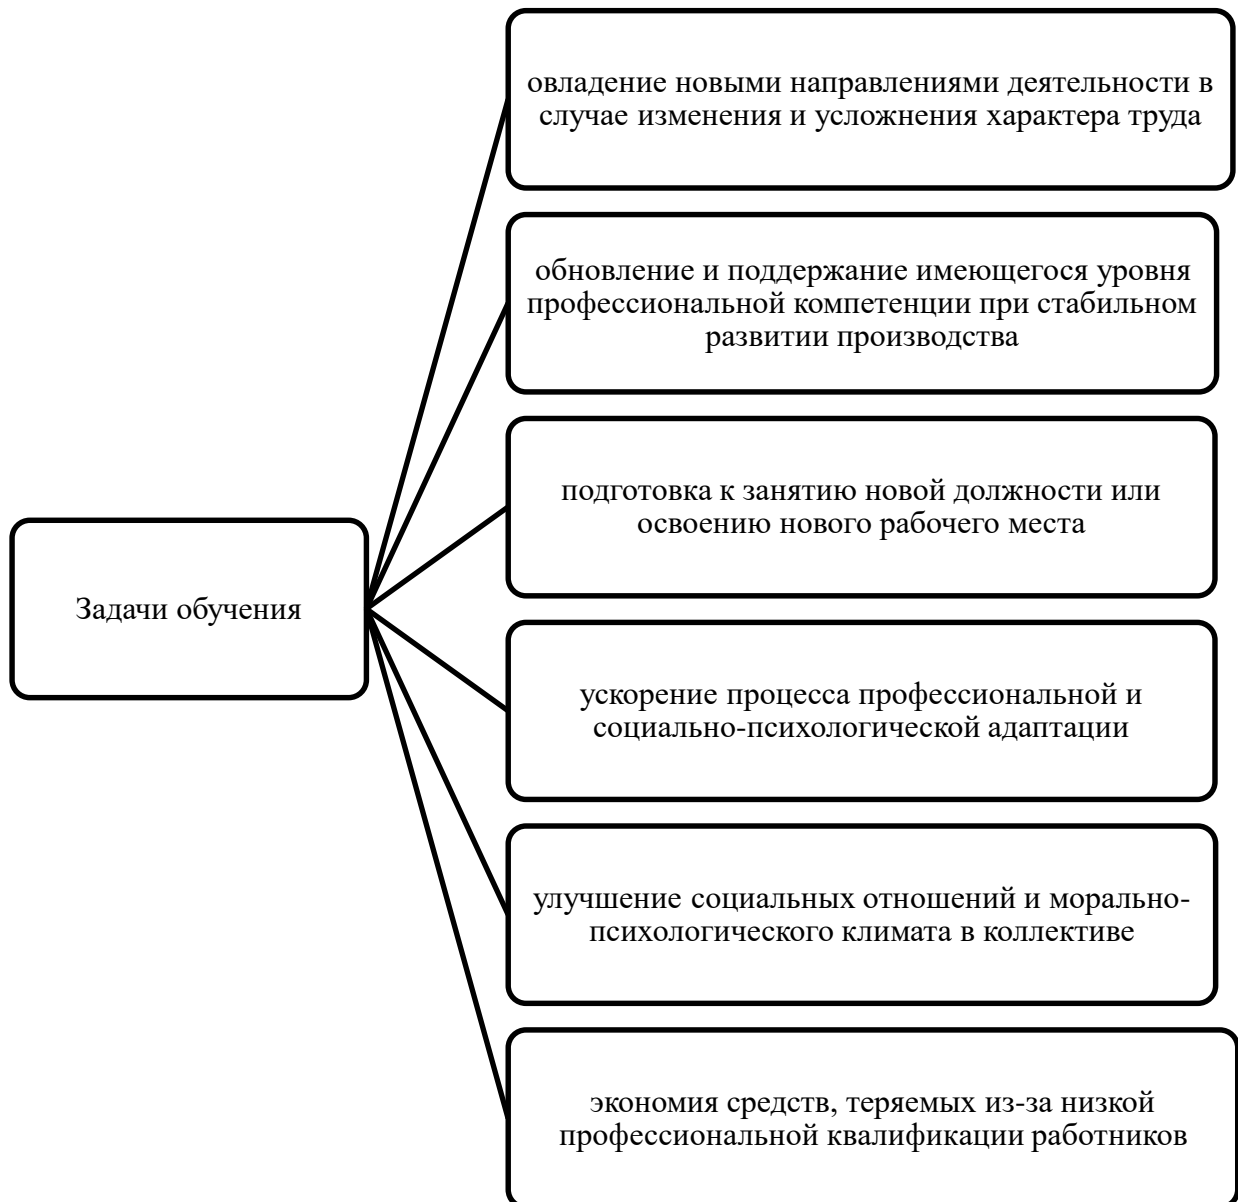 овладение новыми направлениями деятельности в
случае изменения и усложнения характера труда
обновление и поддержание имеющегося уровня
профессиональной компетенции при стабильном
развитии производства
подготовка к занятию новой должности или
освоению нового рабочего места
Задачи обучения
ускорение процесса профессиональной и
социально-психологической адаптации
улучшение социальных отношений и морально-
психологического климата в коллективе
экономия средств, теряемых из-за низкой
профессиональной квалификации работников